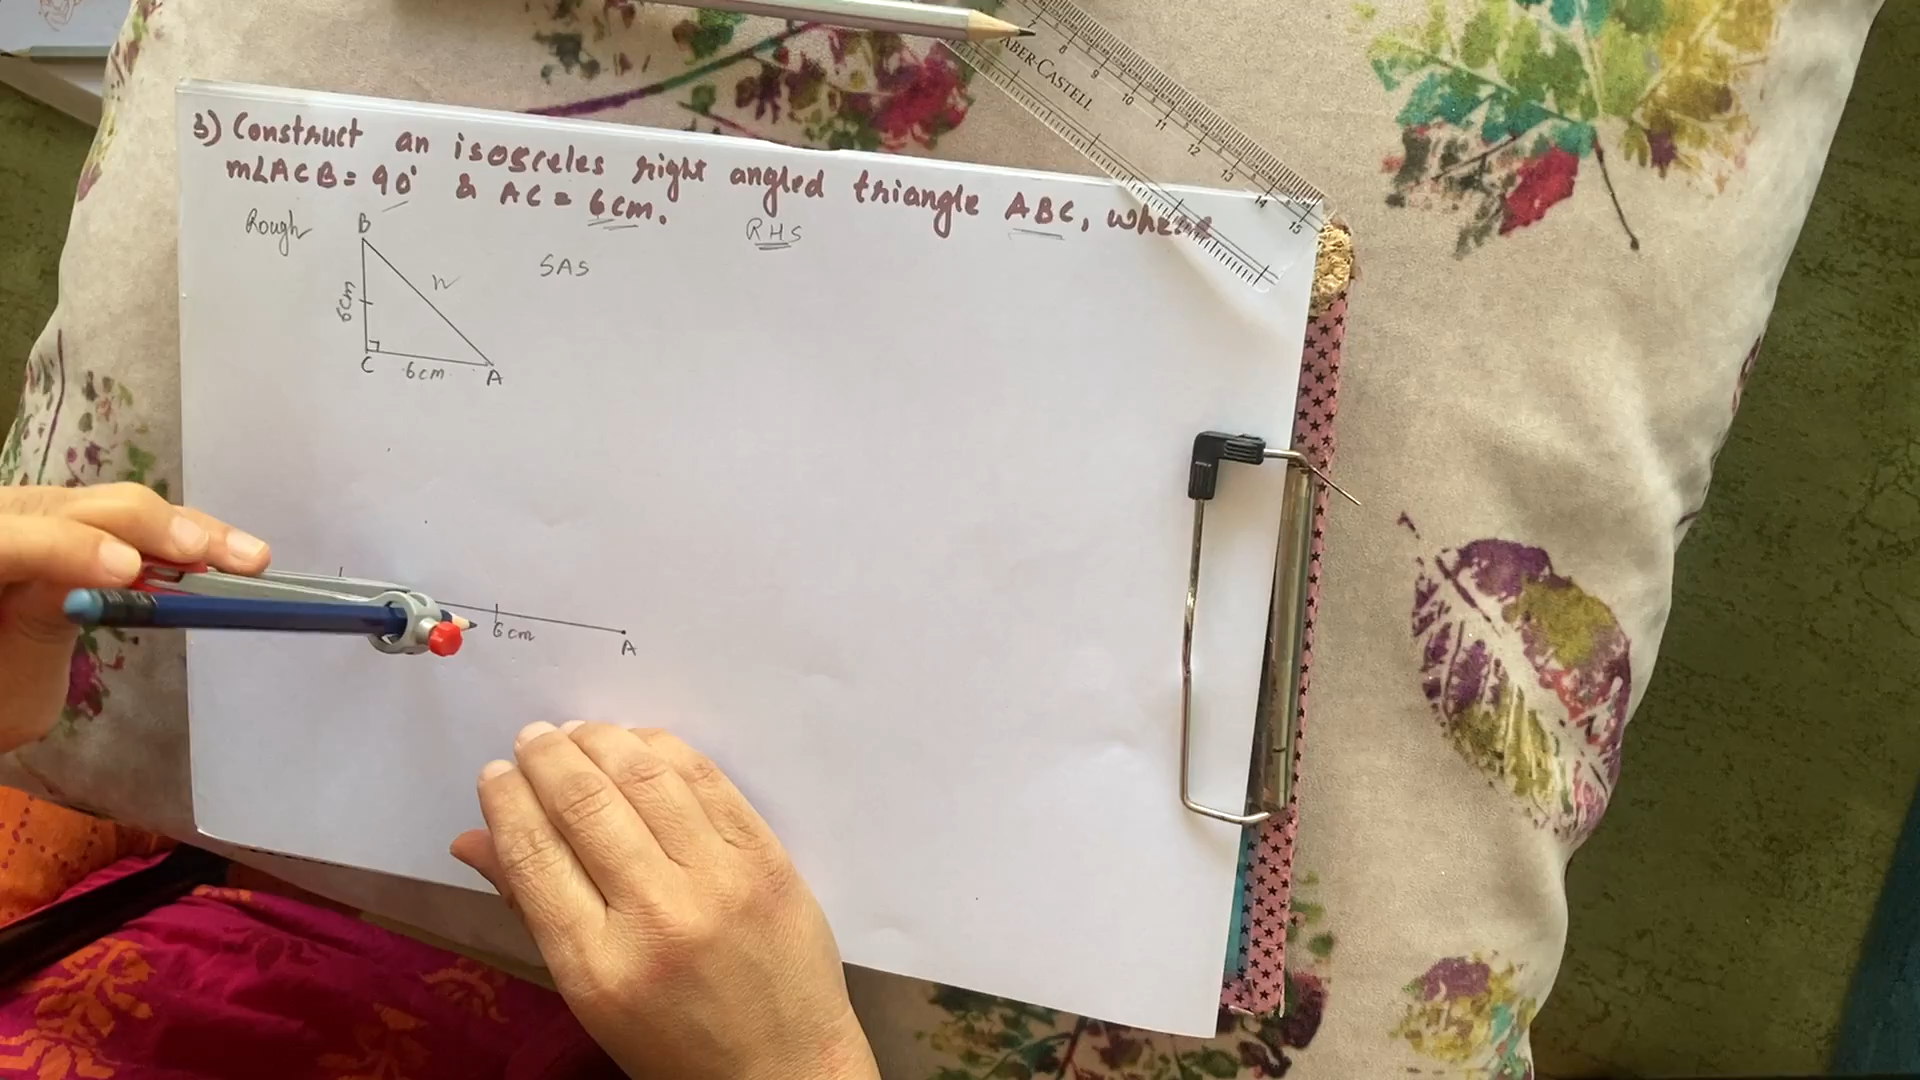 3) Construct an isosceles right angled triangle ABC, where
m∠ACB = 90° & AC = 6cm.
Rough
RHS
SAS
B
6cm
C
6cm
A
6cm
A
FABER-CASTELL
7 8 9 10 11 12 13 14 15